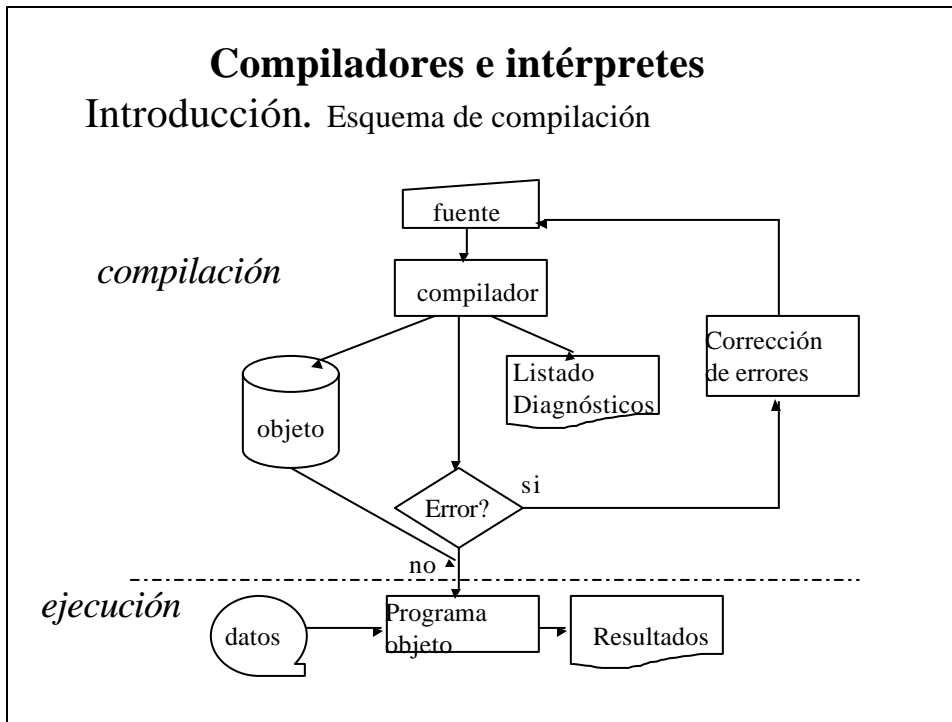 Compiladores e intérpretes
Introducción. Esquema de compilación
fuente
compilación
compilador
Corrección
de errores
Listado
Diagnósticos
objeto
si
Error?
no
ejecución
datos
Programa
objeto
Resultados